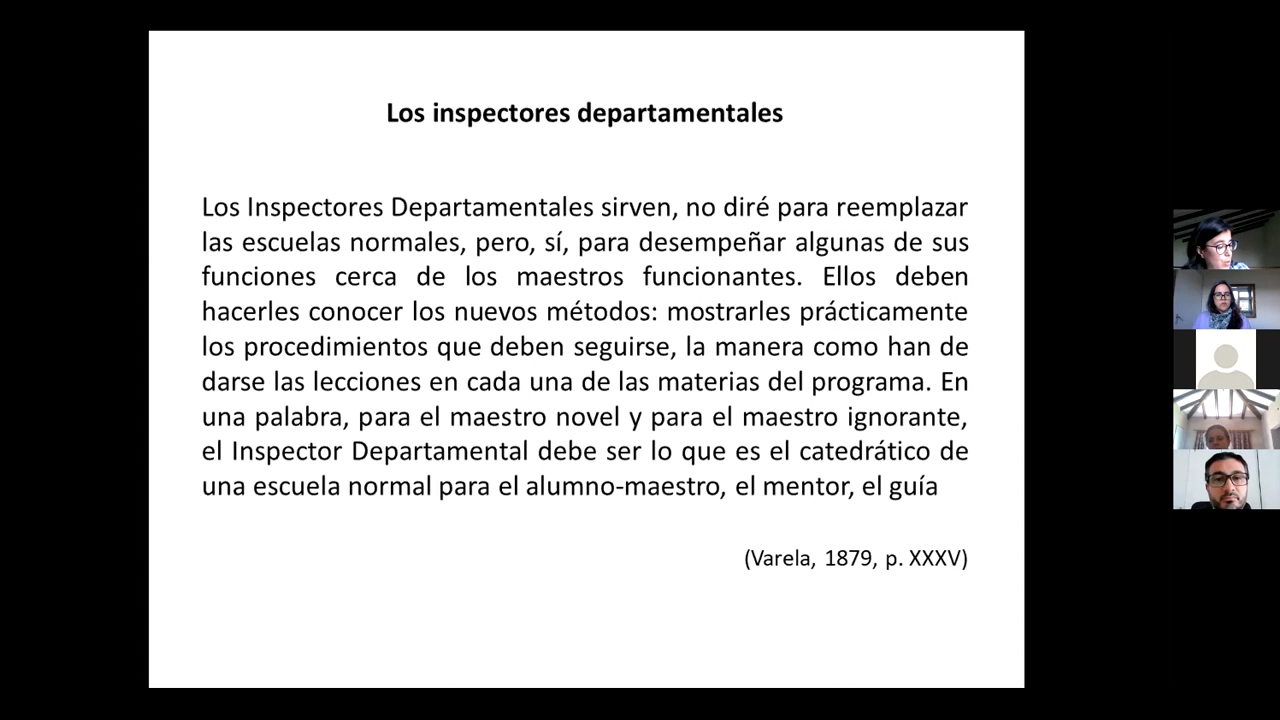 Los inspectores departamentales
Los Inspectores Departamentales sirven, no diré para reemplazar
las escuelas normales, pero, sí, para desempeñar algunas de sus
funciones cerca de los maestros funcionantes. Ellos deben
hacerles conocer los nuevos métodos: mostrarles prácticamente
los procedimientos que deben seguirse, la manera como han de
darse las lecciones en cada una de las materias del programa. En
una palabra, para el maestro novel y para el maestro ignorante,
el Inspector Departamental debe ser lo que es el catedrático de
una escuela normal para el alumno-maestro, el mentor, el guía
(Varela, 1879, p. XXXV)